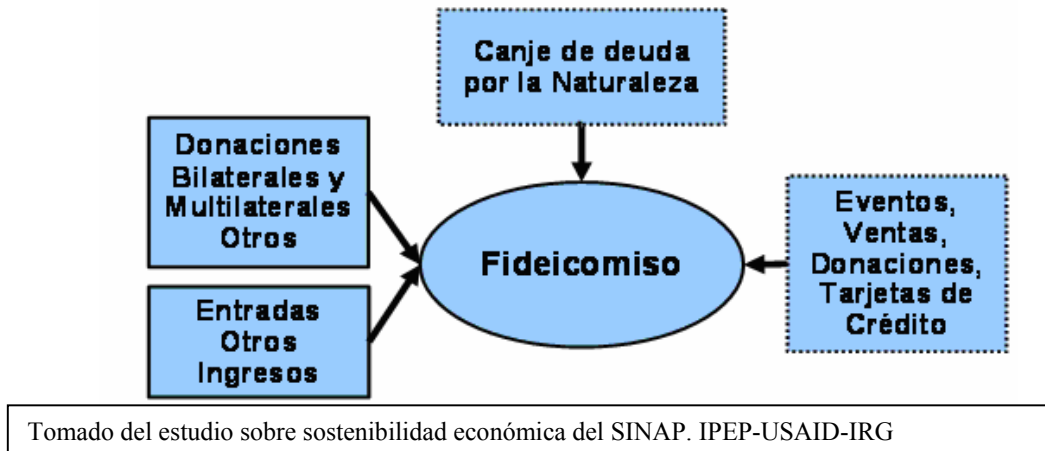 Canje de deuda
por la Naturaleza
Donaciones
Bilaterales y
Multilaterales
Otros
Fideicomiso
Eventos,
Ventas,
Donaciones,
Tarjetas de
Crédito
Entradas
Otros
Ingresos
Tomado del estudio sobre sostenibilidad económica del SINAP. IPEP-USAID-IRG